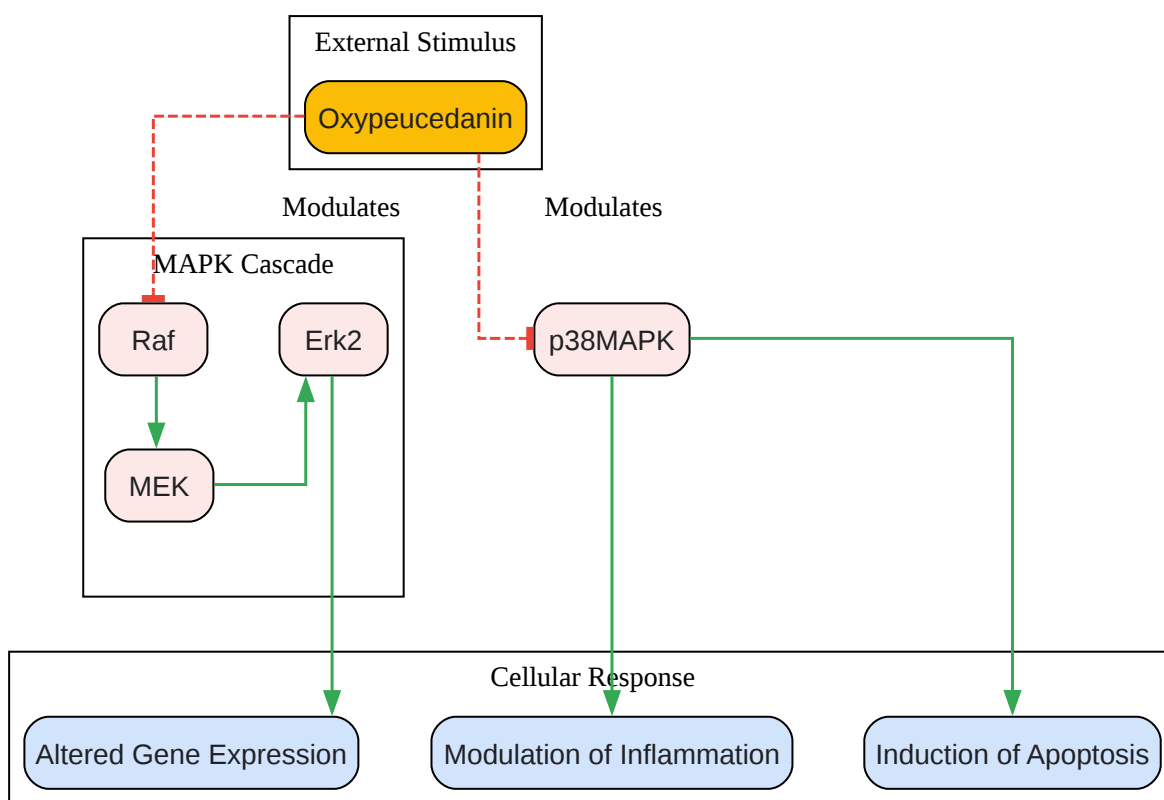 External Stimulus
Oxypeucedanin
Modulates
Modulates
MAPK Cascade
Raf
Erk2
p38MAPK
MEK
Cellular Response
Altered Gene Expression
Modulation of Inflammation
Induction of Apoptosis